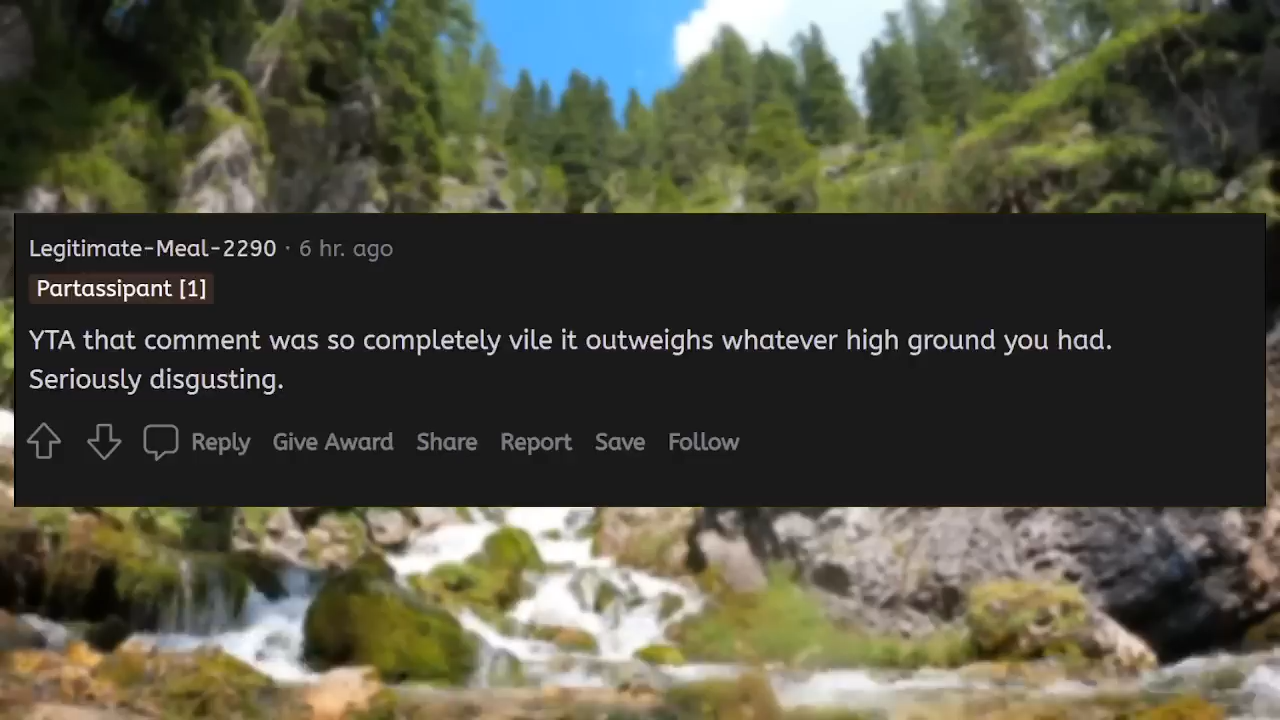 Legitimate-Meal-2290 · 6 hr. ago
Partassipant [1]
YTA that comment was so completely vile it outweighs whatever high ground you had.
Seriously disgusting.
Reply Give Award Share Report Save Follow